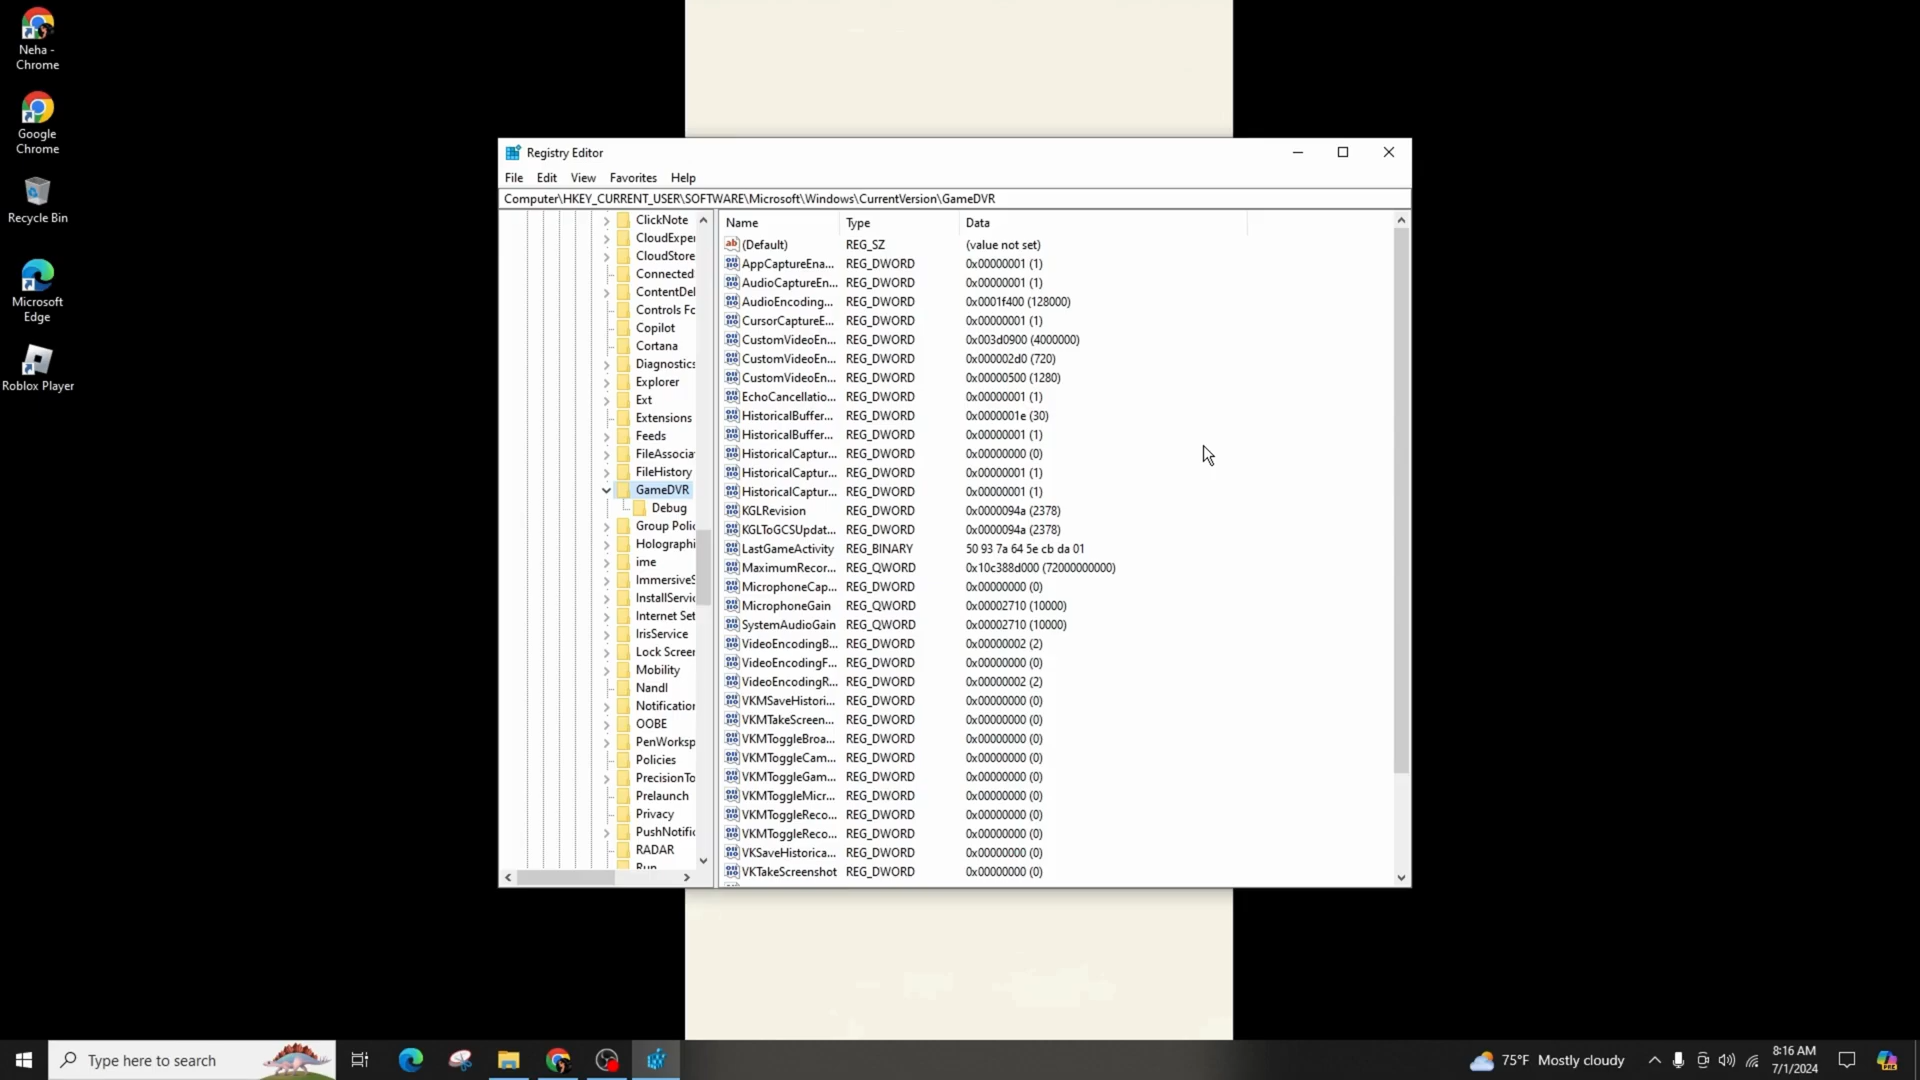 Neha -
Chrome
Google
Chrome
Recycle Bin
Microsoft
Edge
Roblox Player
Registry Editor
File Edit View Favorites Help
Computer\HKEY_CURRENT_USER\SOFTWARE\Microsoft\Windows\CurrentVersion\GameDVR
ClickNote
CloudExper
CloudStore
Connected
ContentDel
Controls Fo
Copilot
Cortana
Diagnostics
Explorer
Ext
Extensions
Feeds
FileAssocia
FileHistory
GameDVR
Debug
Group Polic
Holographi
ime
ImmersiveS
InstallServic
Internet Set
IrisService
Lock Screen
Mobility
NandI
Notification
OOBE
PenWorksp
Policies
PrecisionTo
Prelaunch
Privacy
PushNotific
RADAR
Run
Name Type Data
(Default) REG_SZ (value not set)
AppCaptureEna... REG_DWORD 0x00000001 (1)
AudioCaptureEn... REG_DWORD 0x00000001 (1)
AudioEncoding... REG_DWORD 0x0001f400 (128000)
CursorCaptureE... REG_DWORD 0x00000001 (1)
CustomVideoEn... REG_DWORD 0x003d0900 (4000000)
CustomVideoEn... REG_DWORD 0x000002d0 (720)
CustomVideoEn... REG_DWORD 0x00000500 (1280)
EchoCancellatio... REG_DWORD 0x00000001 (1)
HistoricalBuffer... REG_DWORD 0x0000001e (30)
HistoricalBuffer... REG_DWORD 0x00000001 (1)
HistoricalCaptur... REG_DWORD 0x00000000 (0)
HistoricalCaptur... REG_DWORD 0x00000001 (1)
HistoricalCaptur... REG_DWORD 0x00000001 (1)
KGLRevision REG_DWORD 0x0000094a (2378)
KGLToGCSUpdat... REG_DWORD 0x0000094a (2378)
LastGameActivity REG_BINARY 50 93 7a 64 5e cb da 01
MaximumRecor... REG_QWORD 0x10c388d000 (72000000000)
MicrophoneCap... REG_DWORD 0x00000000 (0)
MicrophoneGain REG_QWORD 0x00002710 (10000)
SystemAudioGain REG_QWORD 0x00002710 (10000)
VideoEncodingB... REG_DWORD 0x00000002 (2)
VideoEncodingF... REG_DWORD 0x00000000 (0)
VideoEncodingR... REG_DWORD 0x00000002 (2)
VKMSaveHistori... REG_DWORD 0x00000000 (0)
VKMTakeScreen... REG_DWORD 0x00000000 (0)
VKMToggleBroa... REG_DWORD 0x00000000 (0)
VKMToggleCam... REG_DWORD 0x00000000 (0)
VKMToggleGam... REG_DWORD 0x00000000 (0)
VKMToggleMicr... REG_DWORD 0x00000000 (0)
VKMToggleReco... REG_DWORD 0x00000000 (0)
VKMToggleReco... REG_DWORD 0x00000000 (0)
VKSaveHistorica... REG_DWORD 0x00000000 (0)
VKTakeScreenshot REG_DWORD 0x00000000 (0)
Type here to search
75°F Mostly cloudy
8:16 AM
7/1/2024